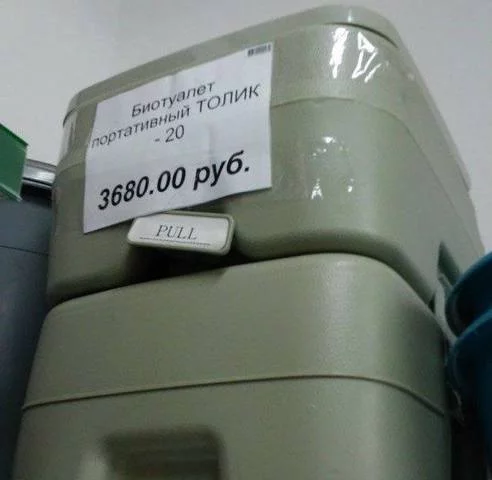 Биотуалет
портативный ТОЛИК
- 20
3680.00 руб.
PULL